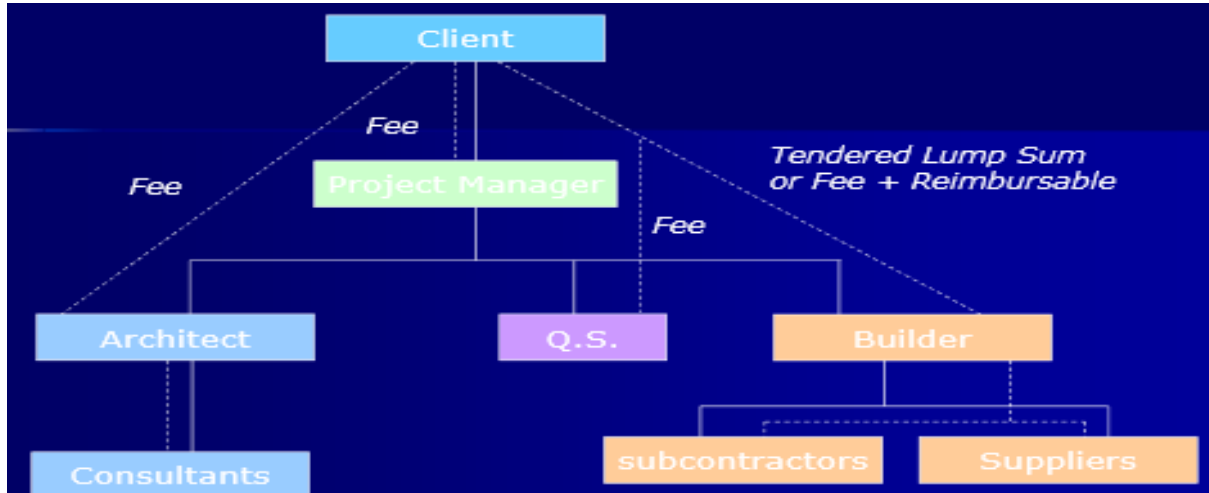 Client
Fee
Tendered Lump Sum
or Fee + Reimbursable
Fee
Project Manager
Fee
Architect
Q.S.
Builder
subcontractors
Suppliers
Consultants